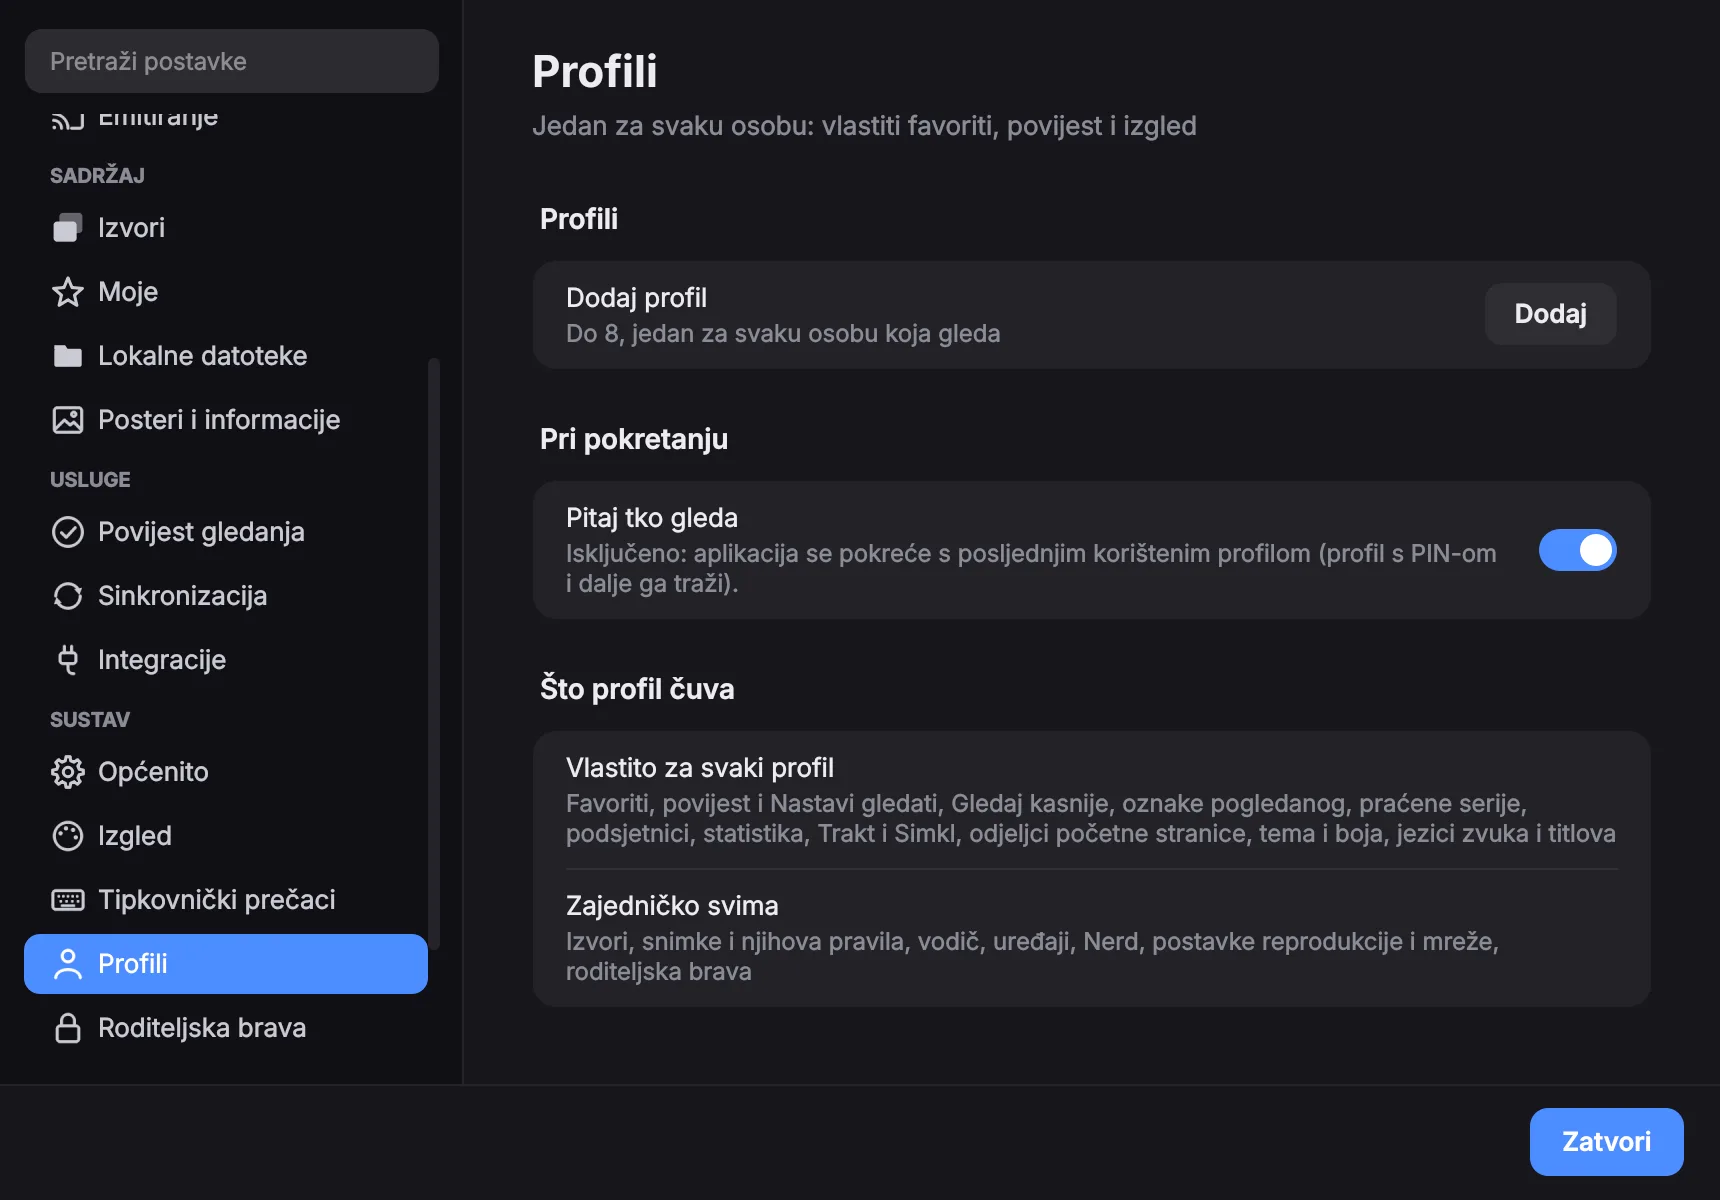 Pretraži postavke
Emitiranje
SADRŽAJ
Izvori
Moje
Lokalne datoteke
Posteri i informacije
USLUGE
Povijest gledanja
Sinkronizacija
Integracije
SUSTAV
Općenito
Izgled
Tipkovnički prečaci
Profili
Roditeljska brava
Profili
Jedan za svaku osobu: vlastiti favoriti, povijest i izgled
Profili
Dodaj profil
Do 8, jedan za svaku osobu koja gleda
Dodaj
Pri pokretanju
Pitaj tko gleda
Isključeno: aplikacija se pokreće s posljednjim korištenim profilom (profil s PIN-om
i dalje ga traži).
Što profil čuva
Vlastito za svaki profil
Favoriti, povijest i Nastavi gledati, Gledaj kasnije, oznake pogledanog, praćene serije,
podsjetnici, statistika, Trakt i Simkl, odjeljci početne stranice, tema i boja, jezici zvuka i titlova
Zajedničko svima
Izvori, snimke i njihova pravila, vodič, uređaji, Nerd, postavke reprodukcije i mreže,
roditeljska brava
Zatvori